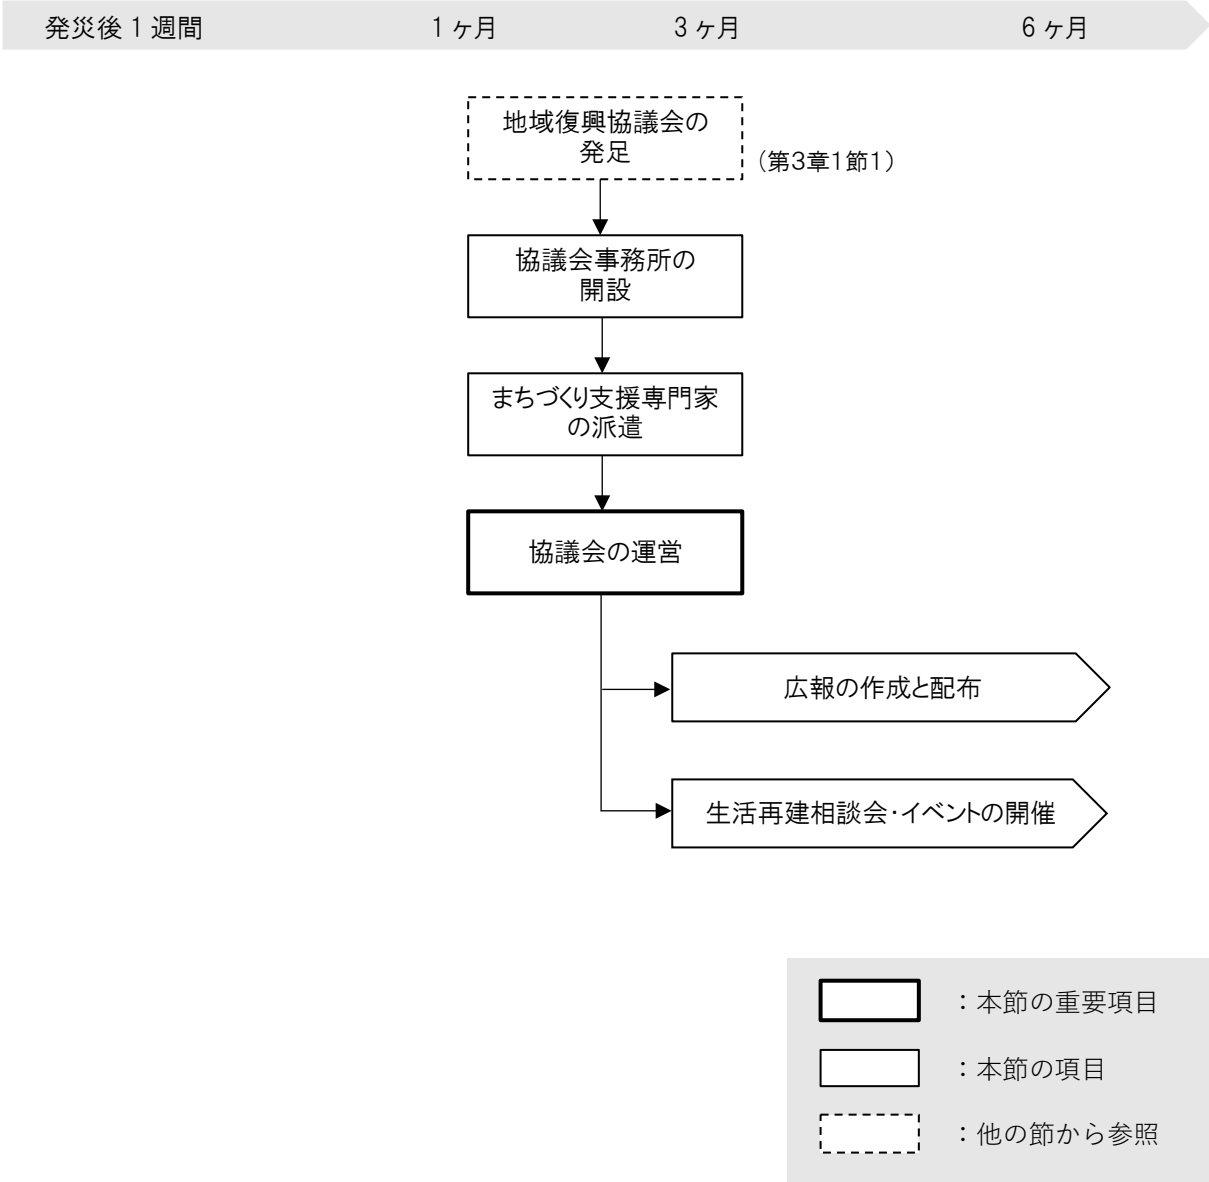 発災後１週間 １ヶ月 ３ヶ月 ６ヶ月
地域復興協議会の
発足
(第3章1節1)
協議会事務所の
開設
まちづくり支援専門家
の派遣
協議会の運営
広報の作成と配布
生活再建相談会・イベントの開催
：本節の重要項目
：本節の項目
：他の節から参照